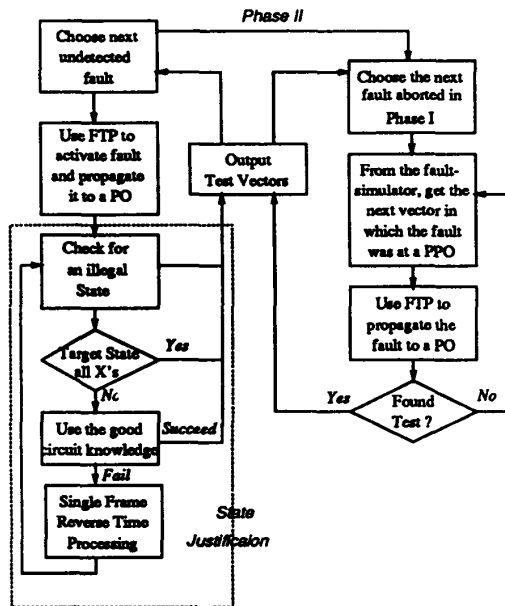 Phase II
Choose next
undetected
fault
Use FTP to
activate fault
and propagate
it to a PO
Check for
an illegal
State
Target State
all X's
Yes
No
Use the good
circuit knowledge
Succeed
Fail
Single Frame
Reverse Time
Processing
State
Justificaion
Output
Test Vectors
Choose the next
fault aborted in
Phase I
From the fault-
simulator, get the
next vector in
which the fault
was at a PPO
Use FTP to
propagate the
fault to a PO
Yes
No
Found
Test ?